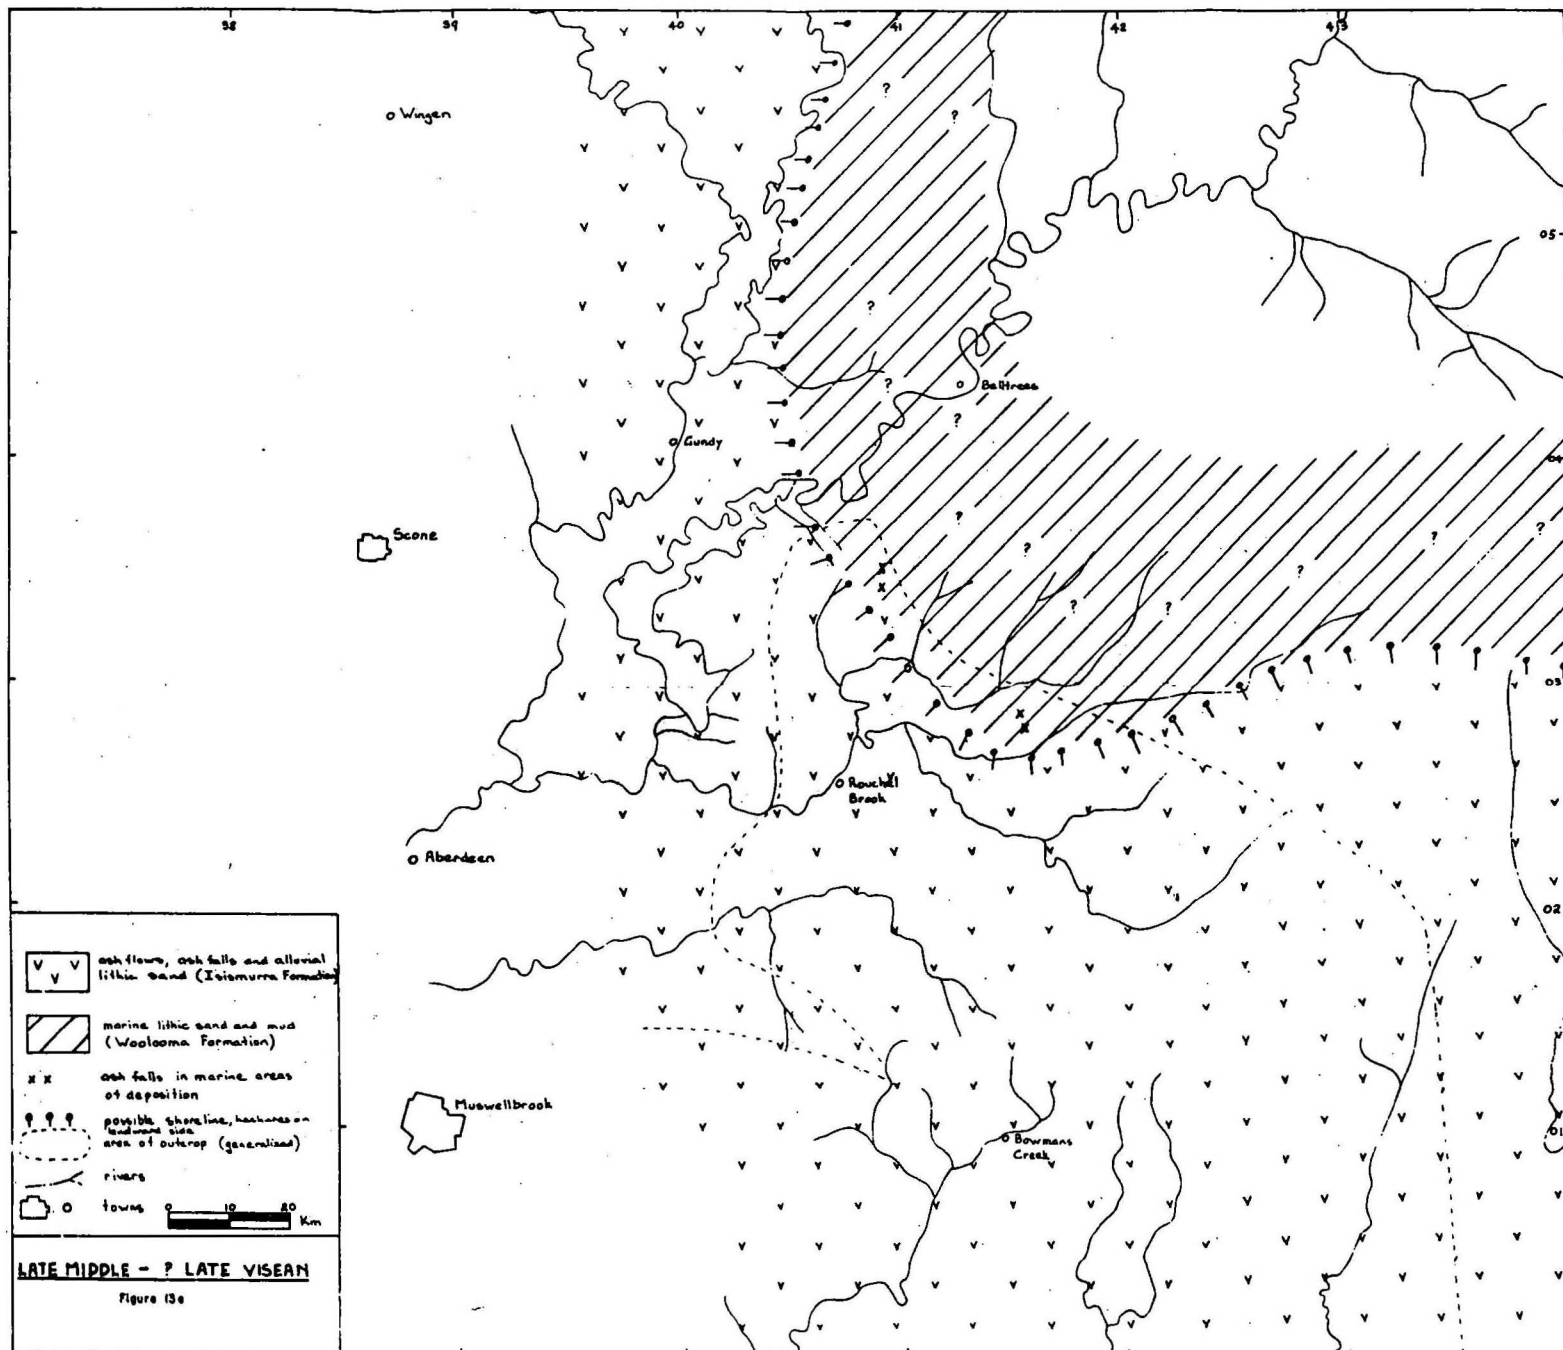 38 39 40 41 42 43
Wingen
05
Belltrees
Gundy
04
Scone
03
Rouchel
Brook
Aberdeen
02
ash flows, ash falls and alluvial
lithic sand (Isismurra Formation)
marine lithic sand and mud
(Woolooma Formation)
x x ash falls in marine areas
of deposition
possible shoreline, hachures on
landward side
area of outcrop (generalized)
rivers
towns 0 10 20
Km
Muswellbrook
Bowmans
Creek
01
LATE MIDDLE - ? LATE VISEAN
Figure 13e